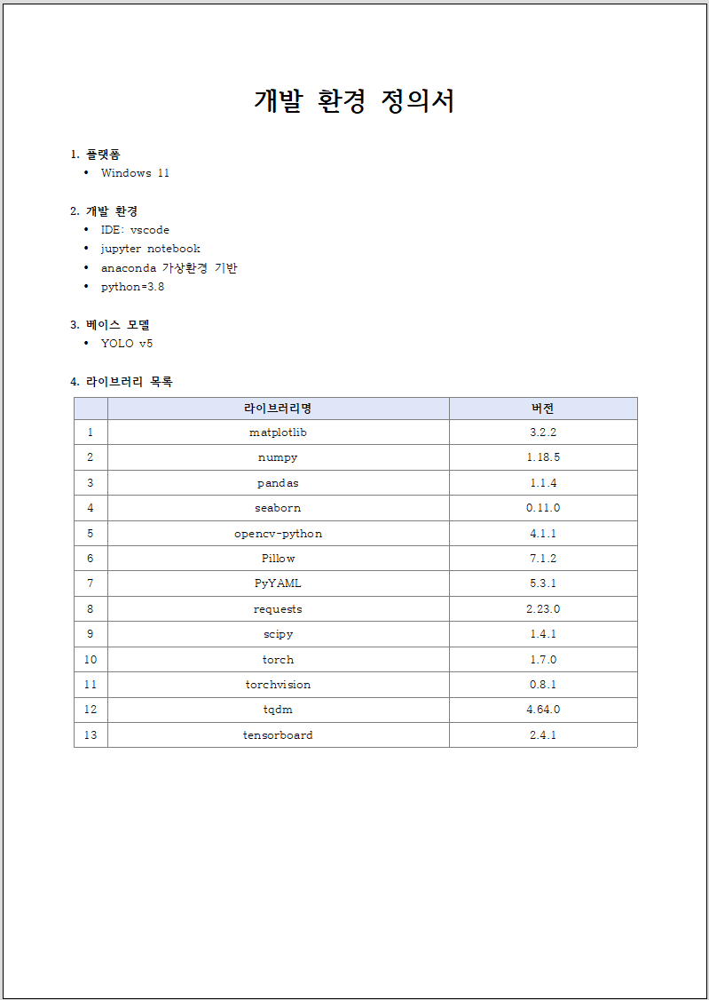 개발 환경 정의서
1. 플랫폼
• Windows 11
2. 개발 환경
• IDE: vscode
• jupyter notebook
• anaconda 가상환경 기반
• python=3.8
3. 베이스 모델
• YOLO v5
4. 라이브러리 목록
라이브러리명 버전
1 matplotlib 3.2.2
2 numpy 1.18.5
3 pandas 1.1.4
4 seaborn 0.11.0
5 opencv-python 4.1.1
6 Pillow 7.1.2
7 PyYAML 5.3.1
8 requests 2.23.0
9 scipy 1.4.1
10 torch 1.7.0
11 torchvision 0.8.1
12 tqdm 4.64.0
13 tensorboard 2.4.1